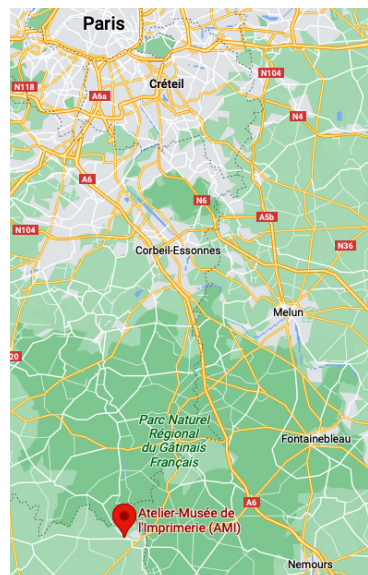 Paris
N118
Créteil
N104
A6a
N4
A6
N6
A5b
N104
Corbeil-Essonnes
N36
Melun
20
Parc Naturel
Régional
du Gâtinais
Français
Fontainebleau
A6
Atelier-Musée de
l'Imprimerie (AMI)
Nemours